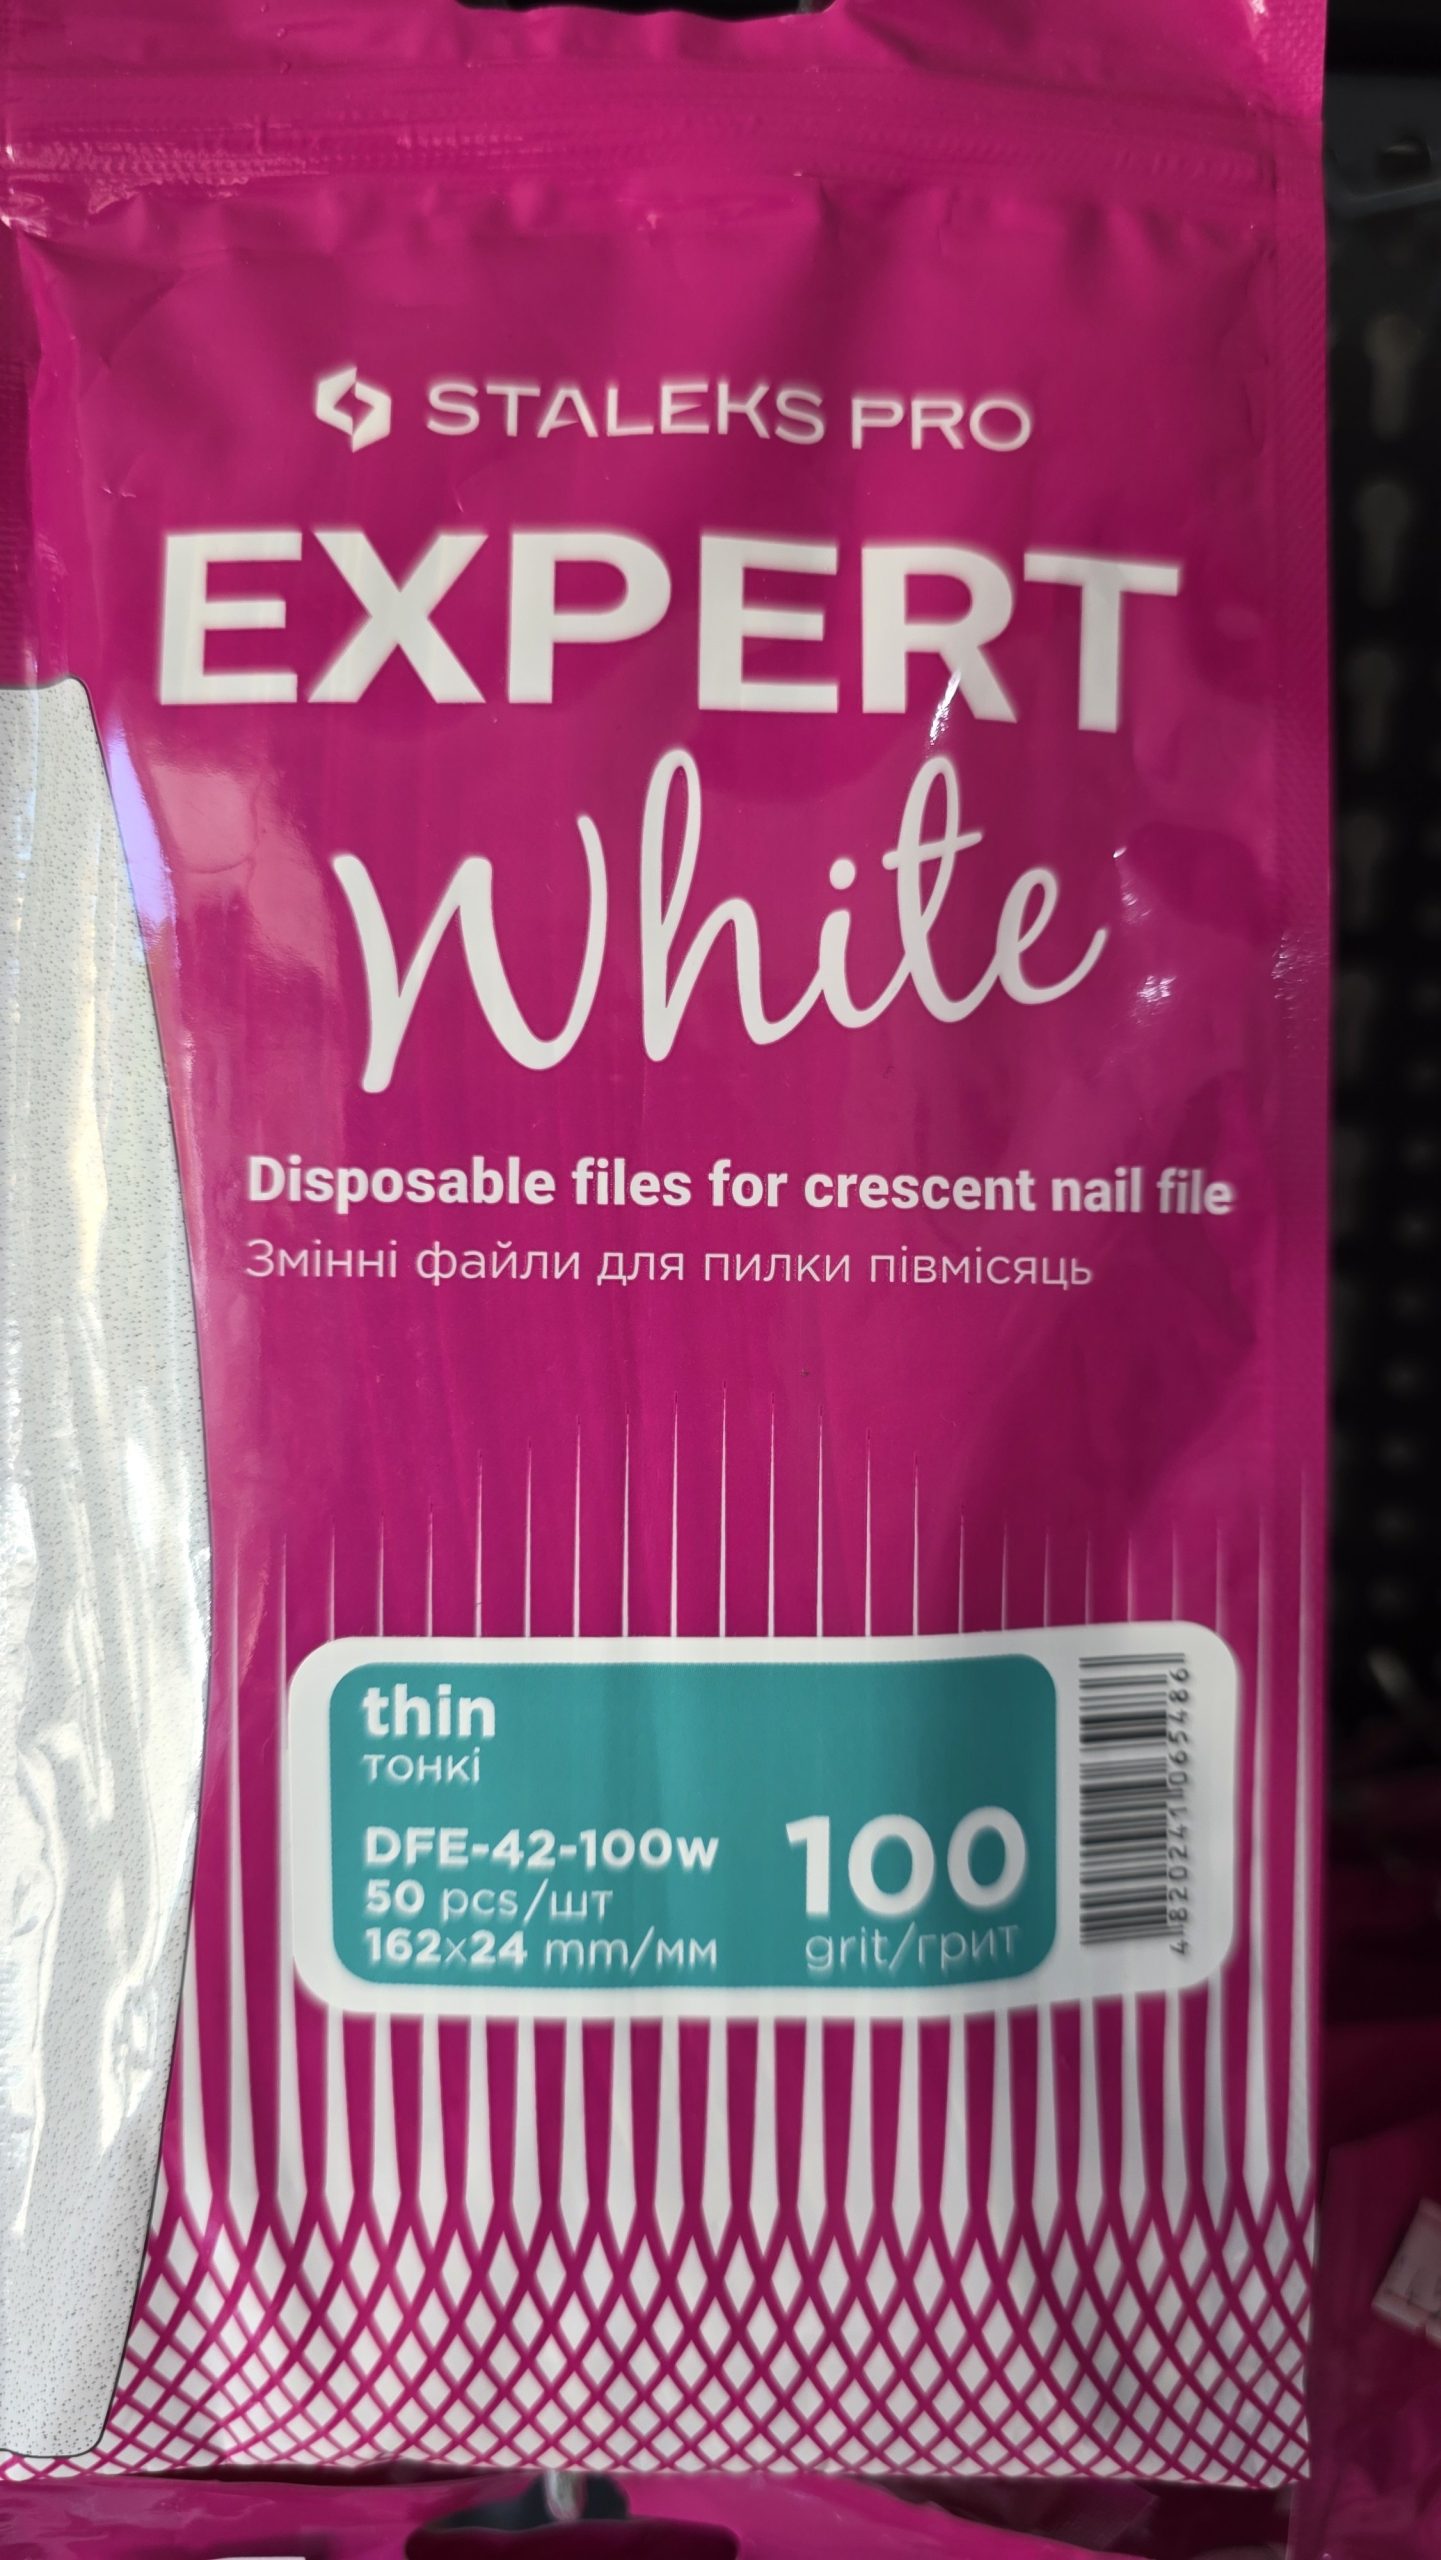 STALEKS PRO
EXPERT
White
Disposable files for crescent nail file
Змінні файли для пилки півмісяць
thin
тонкі
DFE-42-100w
50 pcs/шт
162x24 mm/мм
100
grit/грит
4820241065486